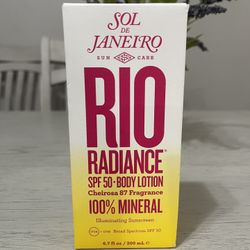 SOL
DE
JANEIRO
SUN CARE
RIO
RADIANCE™
SPF 50 · BODY LOTION
Cheirosa 87 Fragrance
100% MINERAL
Illuminating Sunscreen
Broad Spectrum SPF 50
6.7 fl oz / 200 mL ℮